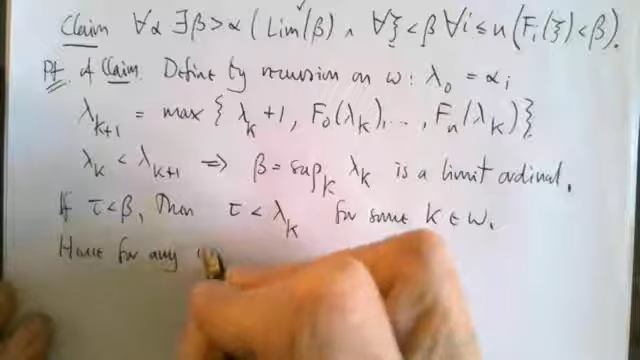 Claim ∀α ∃β>α (Lim(β) ∧ ∀ξ<β ∀i≤n (Fᵢ(ξ)<β).
Pf. of Claim. Define by recursion on ω: λ₀ = α;
λₖ₊₁ = max { λₖ+1, F₀(λₖ),..., Fₙ(λₖ)}
λₖ < λₖ₊₁ ⇒ β = supₖ λₖ is a limit ordinal.
If τ<β, Then τ < λₖ for some k ∈ ω.
Hence for any